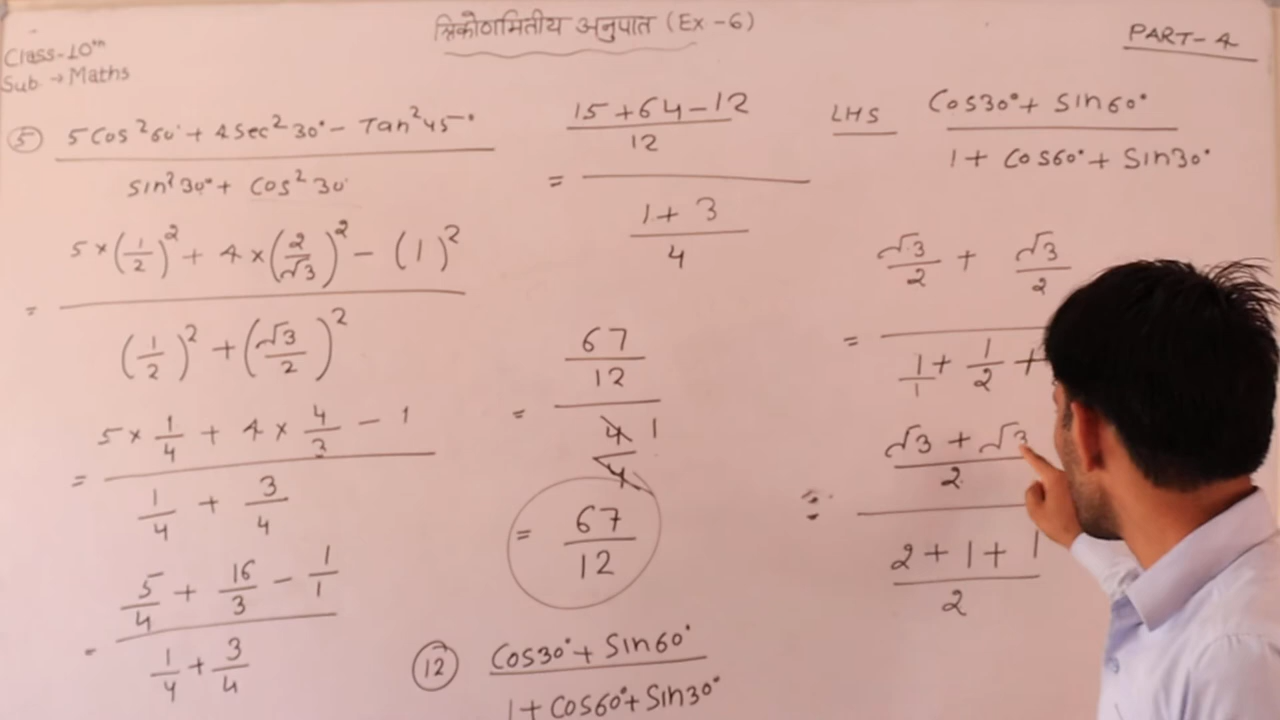 त्रिकोणमितीय अनुपात (Ex-6)
PART-4
Class-10th
Sub → Maths
⑤ 5 Cos²60° + 4 Sec²30° - Tan²45°
Sin²30° + Cos²30°
= 5 × (1/2)² + 4 × (2/√3)² - (1)²
(1/2)² + (√3/2)²
= 5 × 1/4 + 4 × 4/3 - 1
1/4 + 3/4
= 5/4 + 16/3 - 1/1
1/4 + 3/4
= 15 + 64 - 12
12
1 + 3
4
= 67
12
4 1
4
= 67
12
⑫ Cos30° + Sin60°
1 + Cos60° + Sin30°
LHS Cos30° + Sin60°
1 + Cos60° + Sin30°
= √3/2 + √3/2
1/1 + 1/2 +
= √3 + √3
2
2 + 1 + 1
2